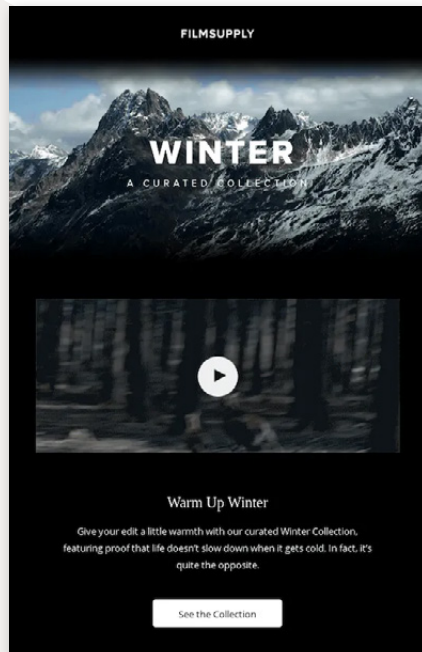 FILMSUPPLY
WINTER
A CURATED COLLECTION
Warm Up Winter
Give your edit a little warmth with our curated Winter Collection,
featuring proof that life doesn't slow down when it gets cold. In fact, it's
quite the opposite.
See the Collection